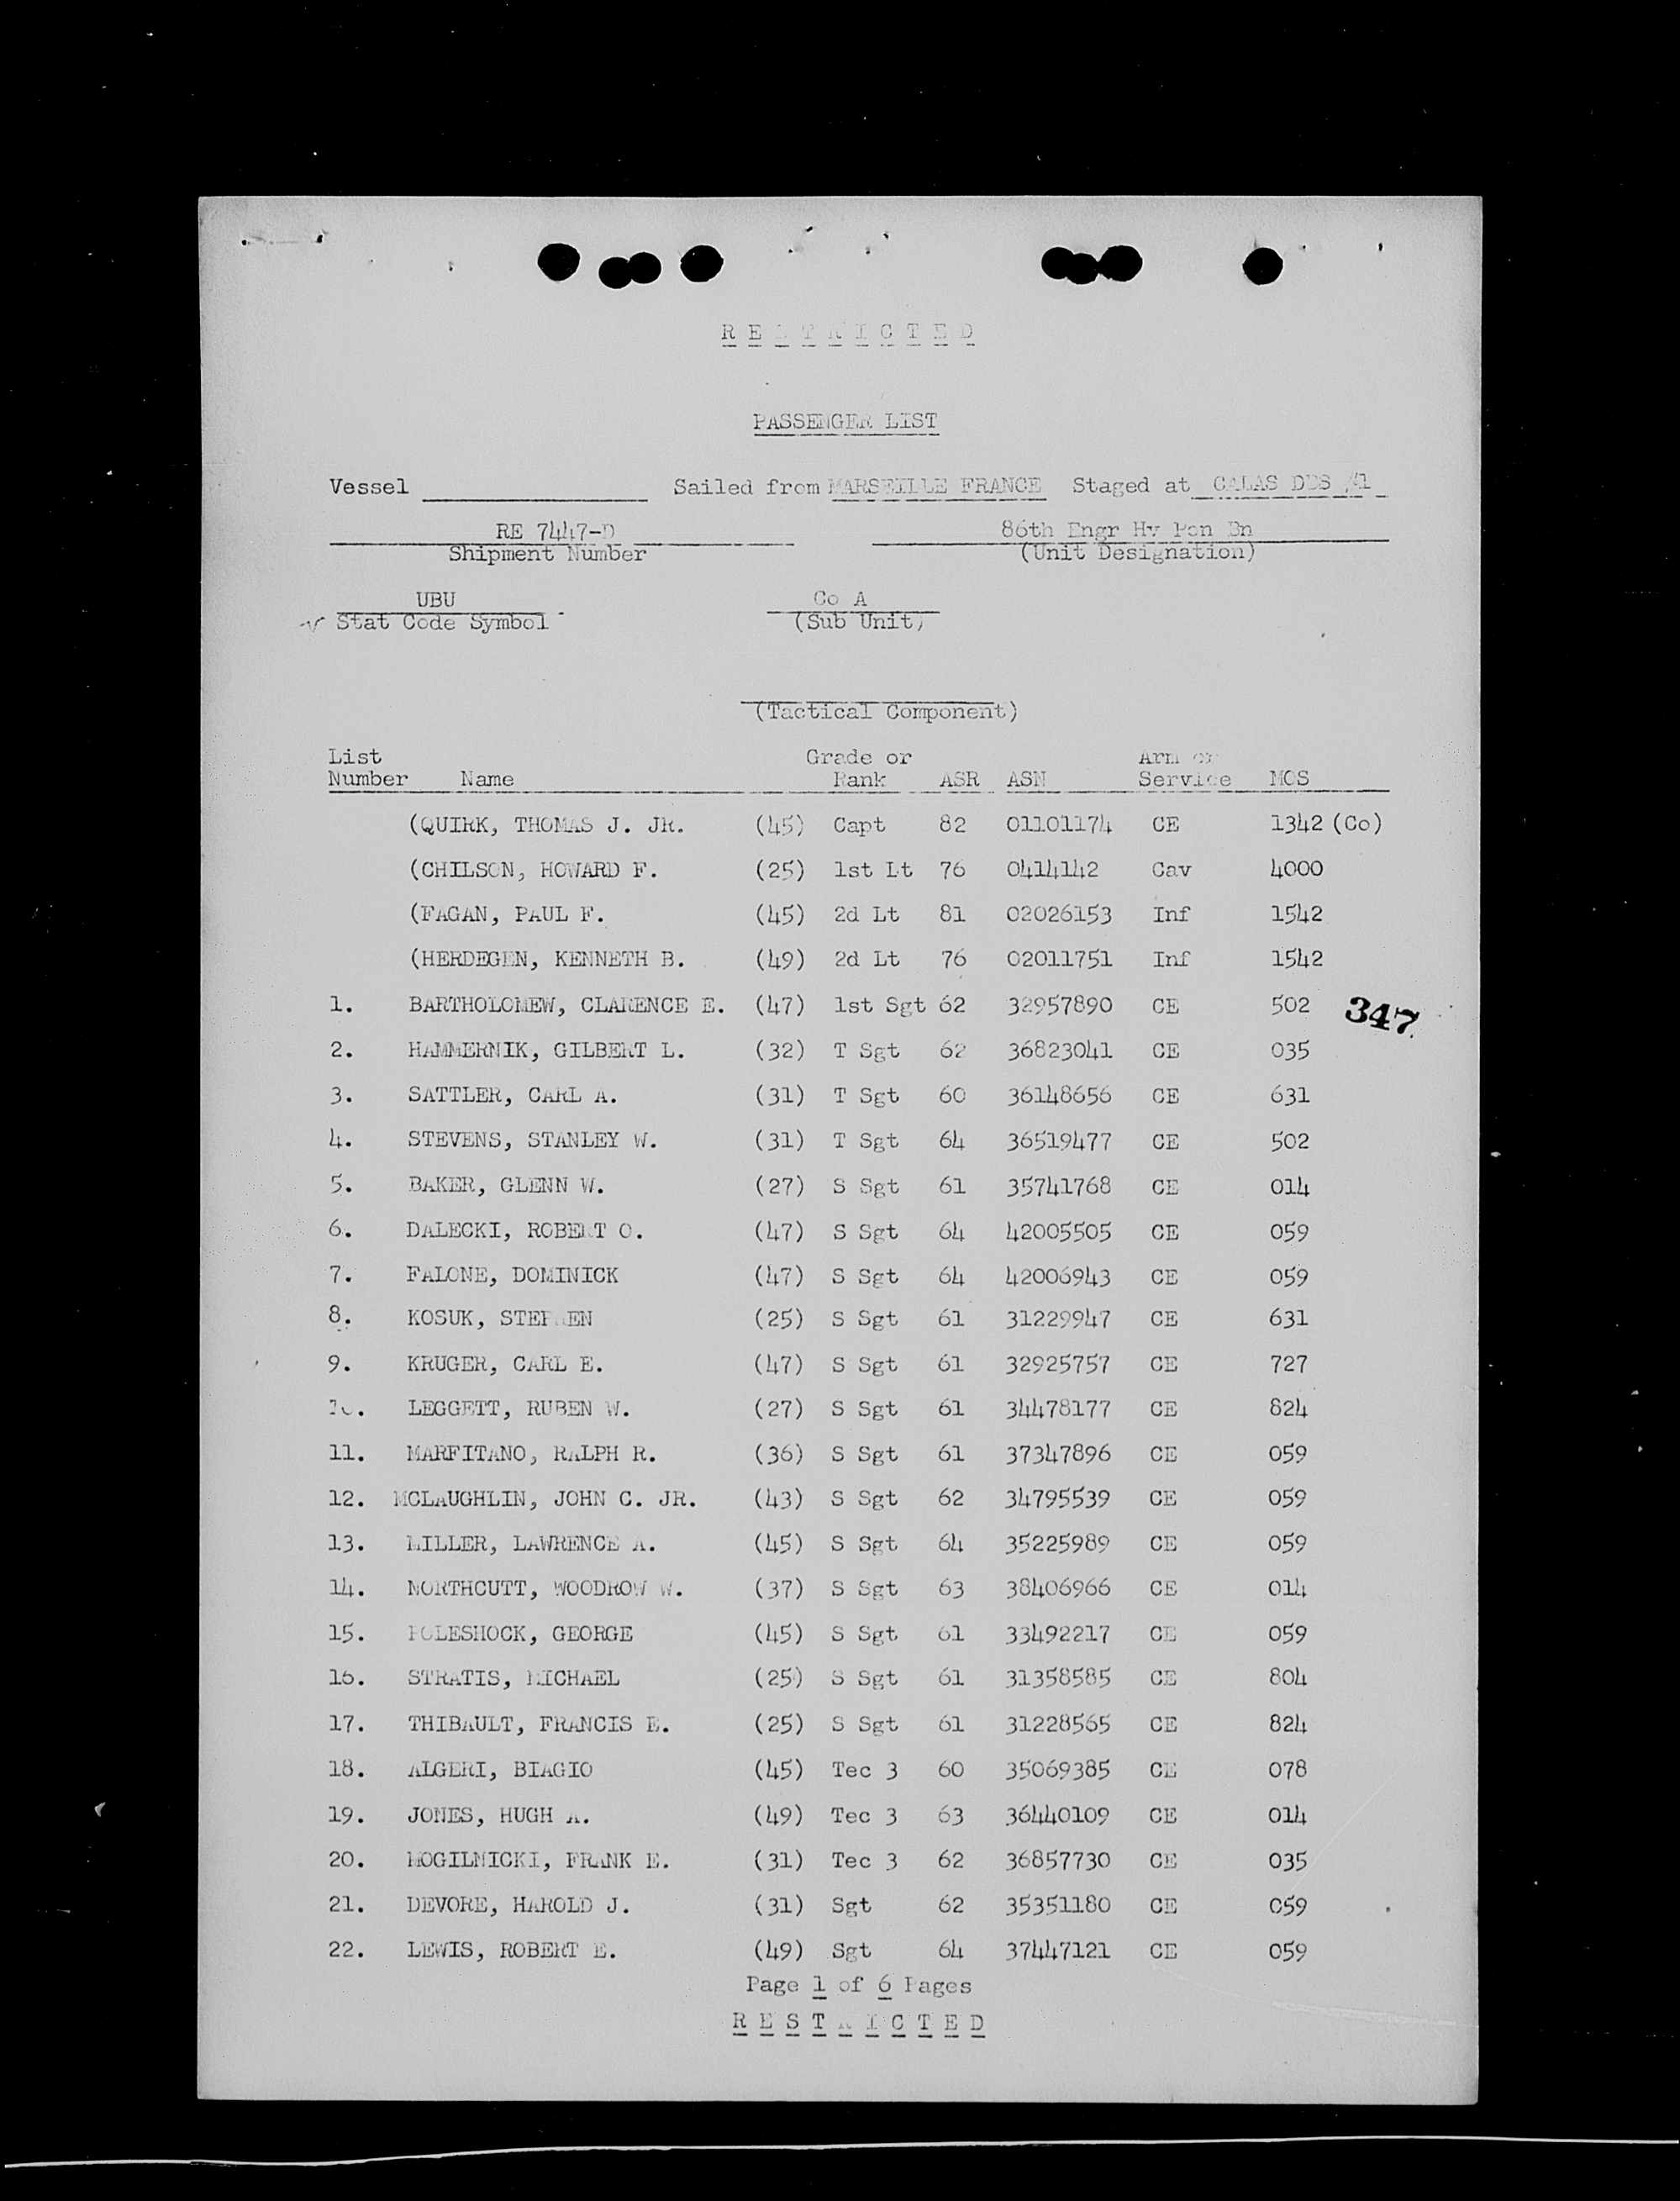 RESTRICTED
PASSENGER LIST
Vessel Sailed from MARSEILLE FRANCE Staged at CALAS DBS #1
RE 7447-D 86th Engr Hv Pon Bn
Shipment Number (Unit Designation)
UBU Co A
Stat Code Symbol (Sub Unit)
(Tactical Component)
List Grade or Arm or
Number Name Rank ASR ASN Service MOS
(QUIRK, THOMAS J. JR. (45) Capt 82 01101174 CE 1342 (Co)
(CHILSON, HOWARD F. (25) 1st Lt 76 0414142 Cav 4000
(FAGAN, PAUL F. (45) 2d Lt 81 02026153 Inf 1542
(HERDEGEN, KENNETH B. (49) 2d Lt 76 02011751 Inf 1542
1. BARTHOLOMEW, CLARENCE E. (47) 1st Sgt 62 32957890 CE 502 347
2. HAMMERNIK, GILBERT L. (32) T Sgt 62 36823041 CE 035
3. SATTLER, CARL A. (31) T Sgt 60 36148656 CE 631
4. STEVENS, STANLEY W. (31) T Sgt 64 36519477 CE 502
5. BAKER, GLENN W. (27) S Sgt 61 35741768 CE 014
6. DALECKI, ROBERT O. (47) S Sgt 64 42005505 CE 059
7. FALONE, DOMINICK (47) S Sgt 64 42006943 CE 059
8. KOSUK, STEPHEN (25) S Sgt 61 31229947 CE 631
9. KRUGER, CARL E. (47) S Sgt 61 32925757 CE 727
10. LEGGETT, RUBEN W. (27) S Sgt 61 34478177 CE 824
11. MARFITANO, RALPH R. (36) S Sgt 61 37347896 CE 059
12. MCLAUGHLIN, JOHN C. JR. (43) S Sgt 62 34795539 CE 059
13. MILLER, LAWRENCE A. (45) S Sgt 64 35225989 CE 059
14. NORTHCUTT, WOODROW W. (37) S Sgt 63 38406966 CE 014
15. POLESHOCK, GEORGE (45) S Sgt 61 33492217 CE 059
16. STRATIS, MICHAEL (25) S Sgt 61 31358585 CE 804
17. THIBAULT, FRANCIS E. (25) S Sgt 61 31228565 CE 824
18. ALGERI, BIAGIO (45) Tec 3 60 35069385 CE 078
19. JONES, HUGH A. (49) Tec 3 63 36440109 CE 014
20. MOGILNICKI, FRANK E. (31) Tec 3 62 36857730 CE 035
21. DEVORE, HAROLD J. (31) Sgt 62 35351180 CE 059
22. LEWIS, ROBERT E. (49) Sgt 64 37447121 CE 059
Page 1 of 6 Pages
RESTRICTED